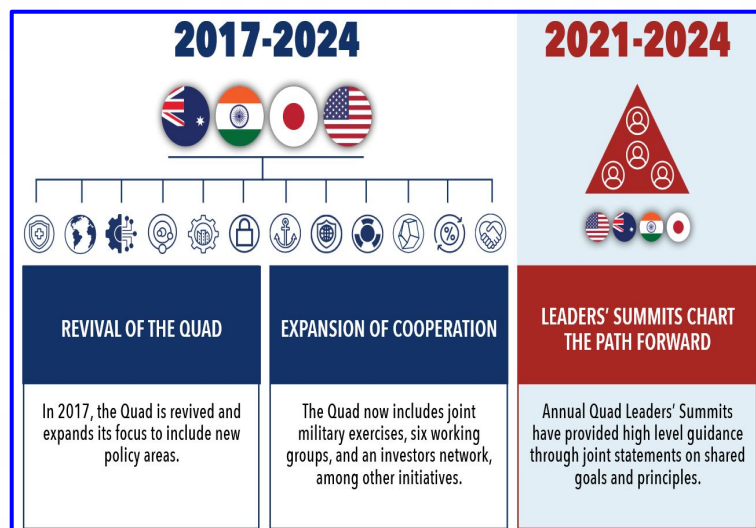 2017-2024
2021-2024
REVIVAL OF THE QUAD
In 2017, the Quad is revived and
expands its focus to include new
policy areas.
EXPANSION OF COOPERATION
The Quad now includes joint
military exercises, six working
groups, and an investors network,
among other initiatives.
LEADERS’ SUMMITS CHART
THE PATH FORWARD
Annual Quad Leaders’ Summits
have provided high level guidance
through joint statements on shared
goals and principles.